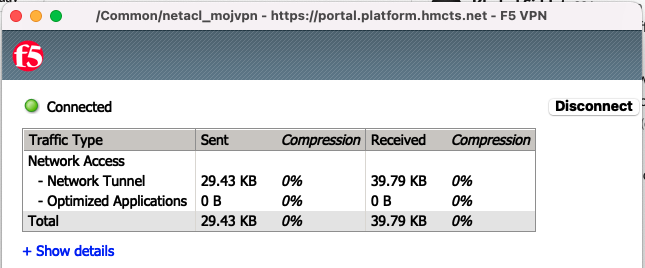 /Common/netacl_mojvpn - https://portal.platform.hmcts.net - F5 VPN
f5
Connected
Disconnect
Traffic Type Sent Compression Received Compression
Network Access
- Network Tunnel 29.43 KB 0% 39.79 KB 0%
- Optimized Applications 0 B 0% 0 B 0%
Total 29.43 KB 0% 39.79 KB 0%
+ Show details